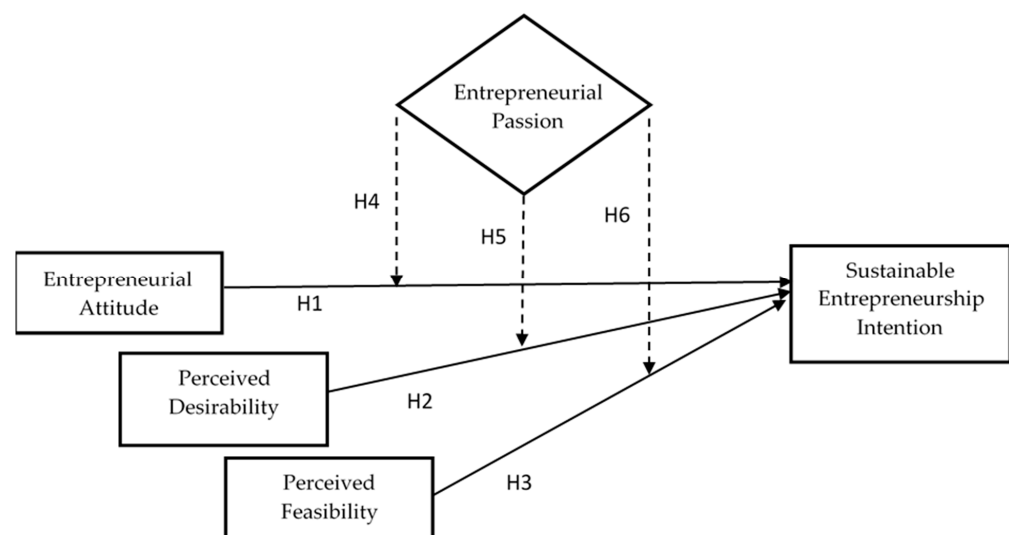 Entrepreneurial
Passion
H4
H5
H6
Entrepreneurial
Attitude
H1
Sustainable
Entrepreneurship
Intention
Perceived
Desirability
H2
Perceived
Feasibility
H3